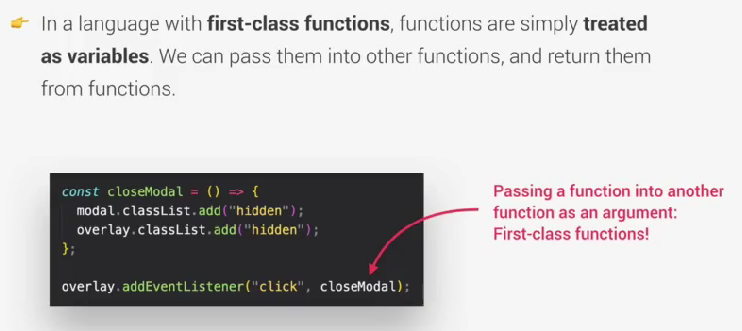 👉 In a language with first-class functions, functions are simply treated
as variables. We can pass them into other functions, and return them
from functions.
const closeModal = () => {
  modal.classList.add("hidden");
  overlay.classList.add("hidden");
};
overlay.addEventListener("click", closeModal);
Passing a function into another
function as an argument:
First-class functions!